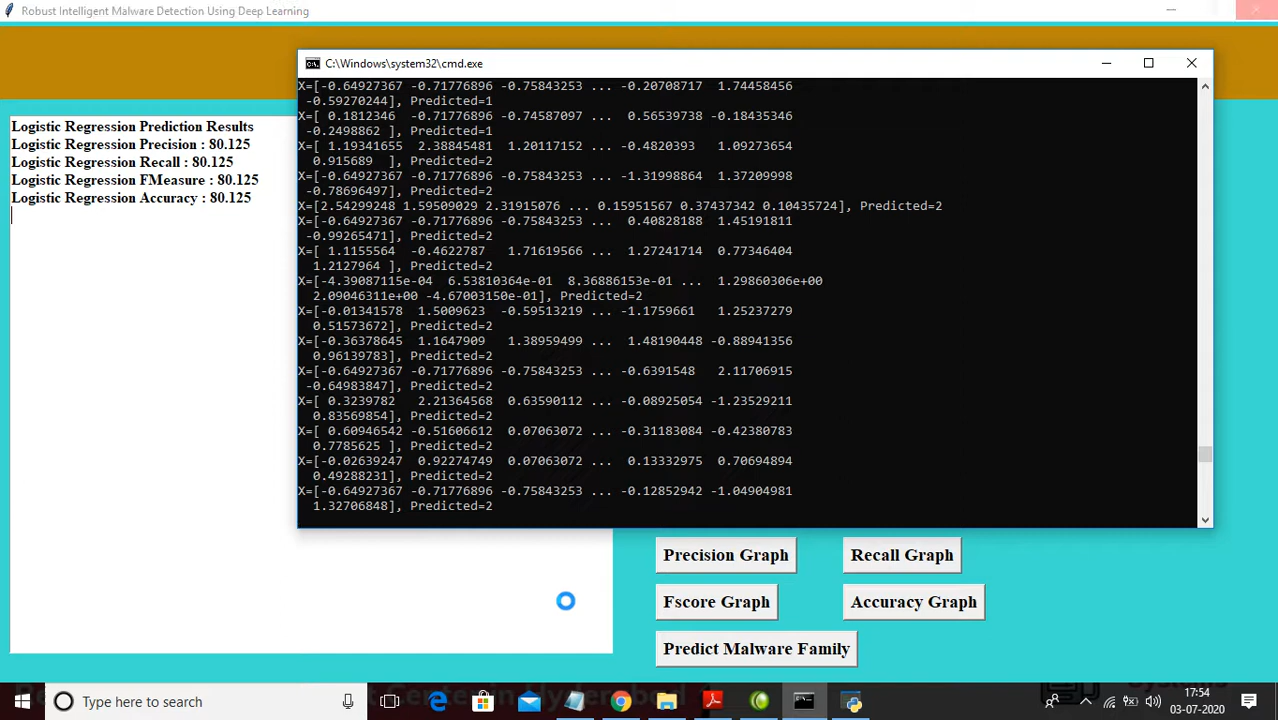 Robust Intelligent Malware Detection Using Deep Learning
C:\Windows\system32\cmd.exe
Logistic Regression Prediction Results
Logistic Regression Precision : 80.125
Logistic Regression Recall : 80.125
Logistic Regression FMeasure : 80.125
Logistic Regression Accuracy : 80.125
X=[-0.64927367 -0.71776896 -0.75843253 ... -0.20708717  1.74458456
 -0.59270244], Predicted=1
X=[ 0.1812346  -0.71776896 -0.74587097 ...  0.56539738 -0.18435346
 -0.2498862 ], Predicted=1
X=[ 1.19341655  2.38845481  1.20117152 ... -0.4820393   1.09273654
  0.915689  ], Predicted=2
X=[-0.64927367 -0.71776896 -0.75843253 ... -1.31998864  1.37209998
 -0.78696497], Predicted=2
X=[2.54299248 1.59509029 2.31915076 ... 0.15951567 0.37437342 0.10435724], Predicted=2
X=[-0.64927367 -0.71776896 -0.75843253 ...  0.40828188  1.45191811
 -0.99265471], Predicted=2
X=[ 1.1155564  -0.4622787   1.71619566 ...  1.27241714  0.77346404
  1.2127964 ], Predicted=2
X=[-4.39087115e-04  6.53810364e-01  8.36886153e-01 ...  1.29860306e+00
  2.09046311e+00 -4.67003150e-01], Predicted=2
X=[-0.01341578  1.5009623  -0.59513219 ... -1.1759661   1.25237279
  0.51573672], Predicted=2
X=[-0.36378645  1.1647909   1.38959499 ...  1.48190448 -0.88941356
  0.96139783], Predicted=2
X=[-0.64927367 -0.71776896 -0.75843253 ... -0.6391548   2.11706915
 -0.64983847], Predicted=2
X=[ 0.3239782   2.21364568  0.63590112 ... -0.08925054 -1.23529211
  0.83569854], Predicted=2
X=[ 0.60946542 -0.51606612  0.07063072 ... -0.31183084 -0.42380783
  0.7785625 ], Predicted=2
X=[-0.02639247  0.92274749  0.07063072 ...  0.13332975  0.70694894
  0.49288231], Predicted=2
X=[-0.64927367 -0.71776896 -0.75843253 ... -0.12852942 -1.04904981
  1.32706848], Predicted=2
Precision Graph
Recall Graph
Fscore Graph
Accuracy Graph
Predict Malware Family
Type here to search
17:54
03-07-2020